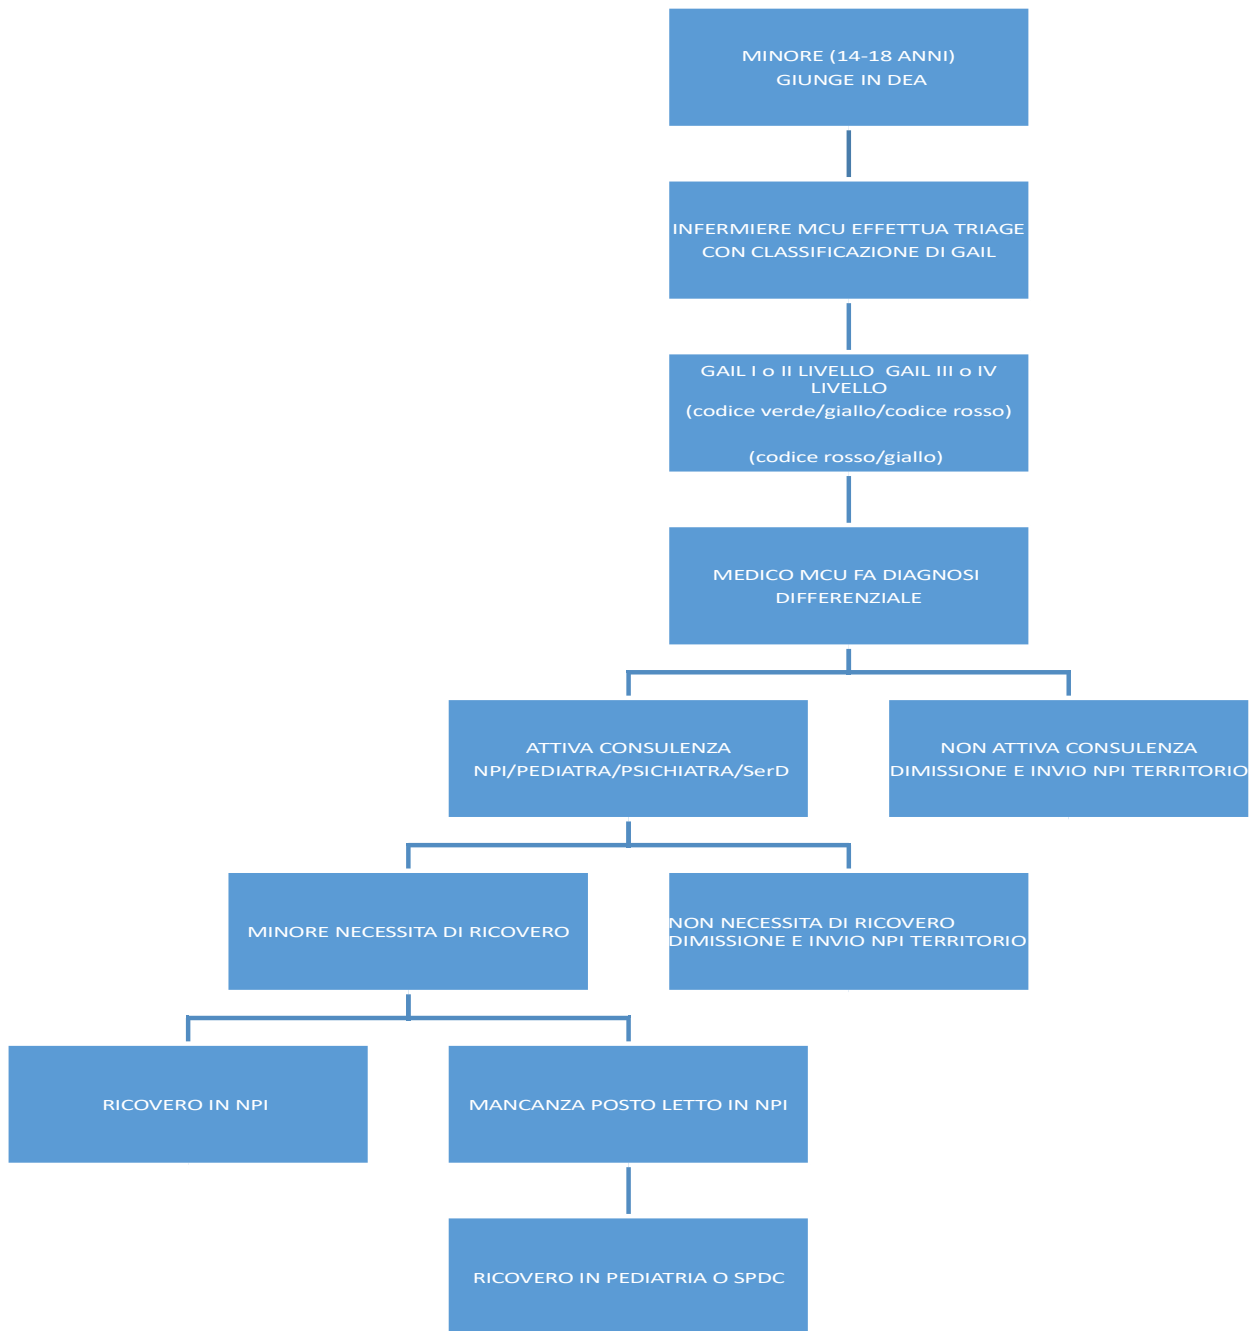 MINORE (14-18 ANNI)
GIUNGE IN DEA
INFERMIERE MCU EFFETTUA TRIAGE
CON CLASSIFICAZIONE DI GAIL
GAIL I o II LIVELLO  GAIL III o IV
LIVELLO
(codice verde/giallo/codice rosso)
(codice rosso/giallo)
MEDICO MCU FA DIAGNOSI
DIFFERENZIALE
ATTIVA CONSULENZA
NPI/PEDIATRA/PSICHIATRA/SerD
NON ATTIVA CONSULENZA
DIMISSIONE E INVIO NPI TERRITORIO
MINORE NECESSITA DI RICOVERO
NON NECESSITA DI RICOVERO
DIMISSIONE E INVIO NPI TERRITORIO
RICOVERO IN NPI
MANCANZA POSTO LETTO IN NPI
RICOVERO IN PEDIATRIA O SPDC